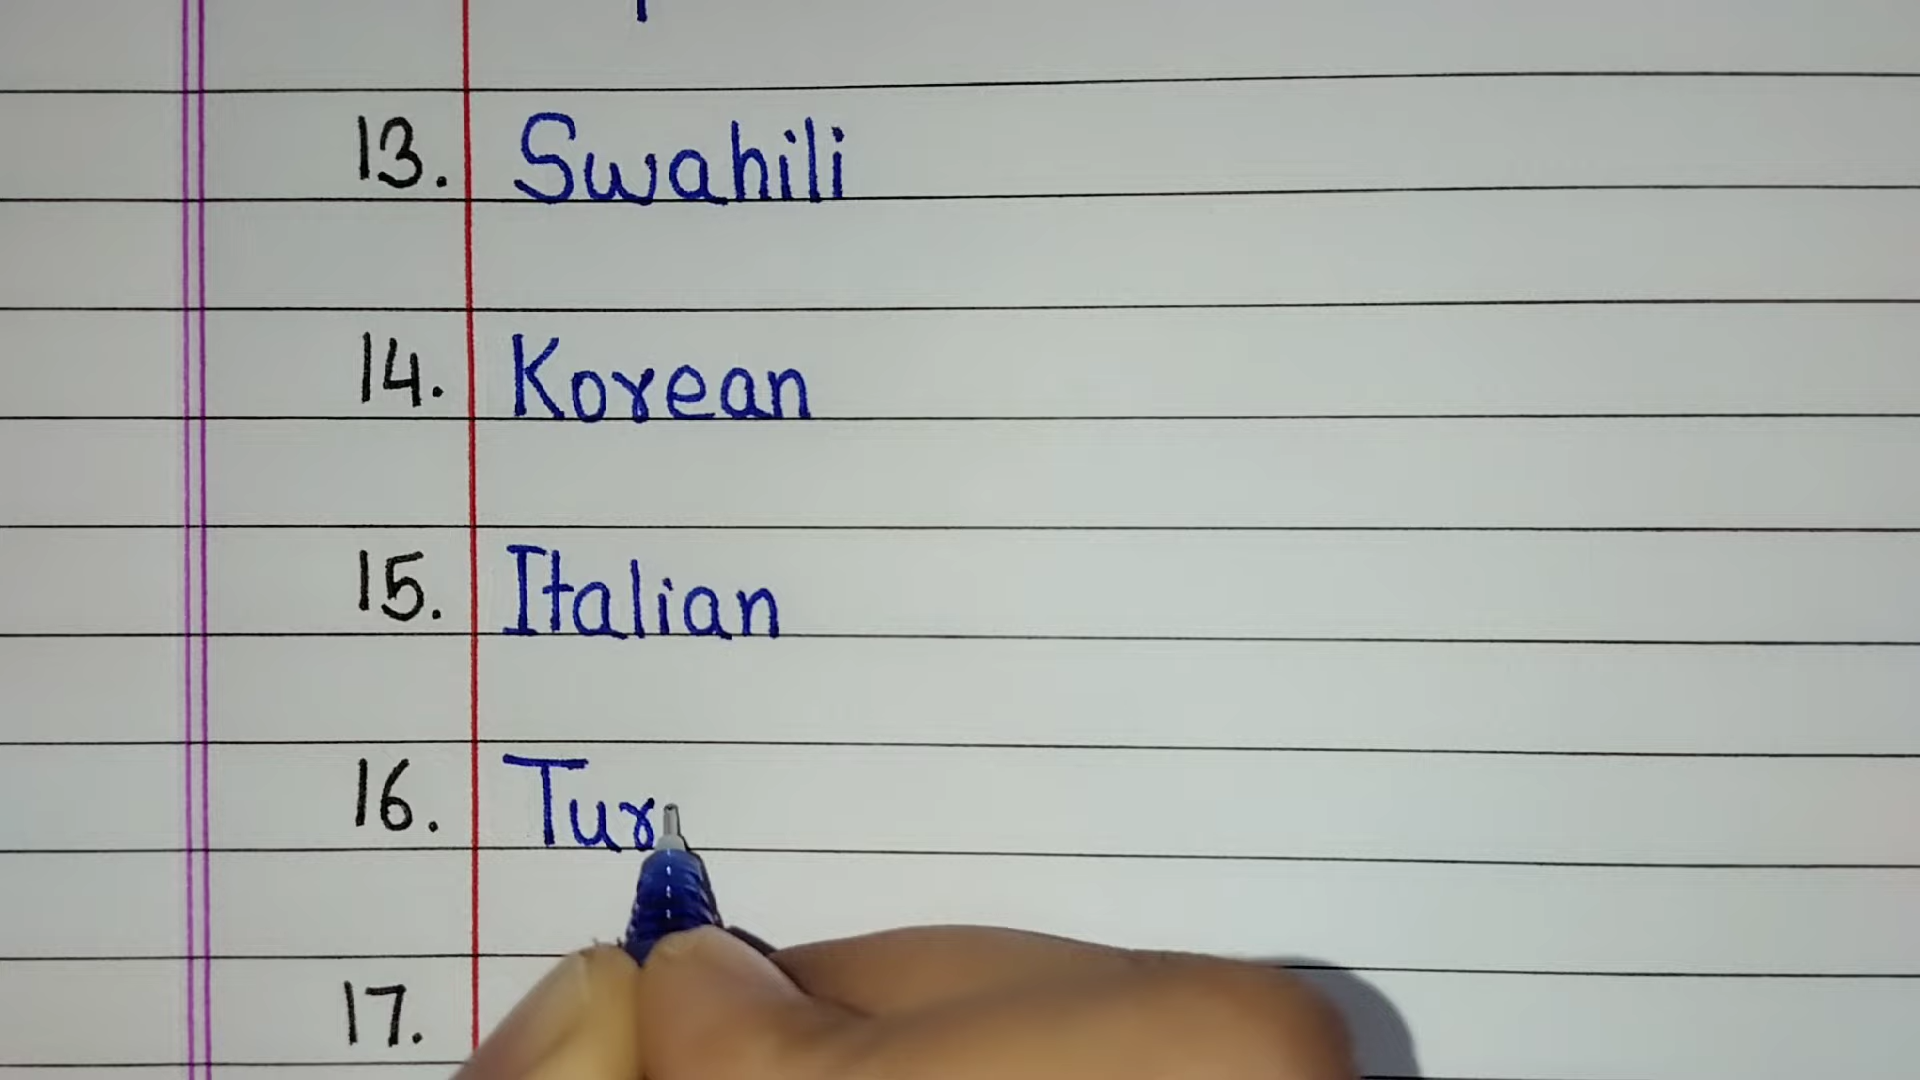 13. Swahili
14. Korean
15. Italian
16. Tur
17.